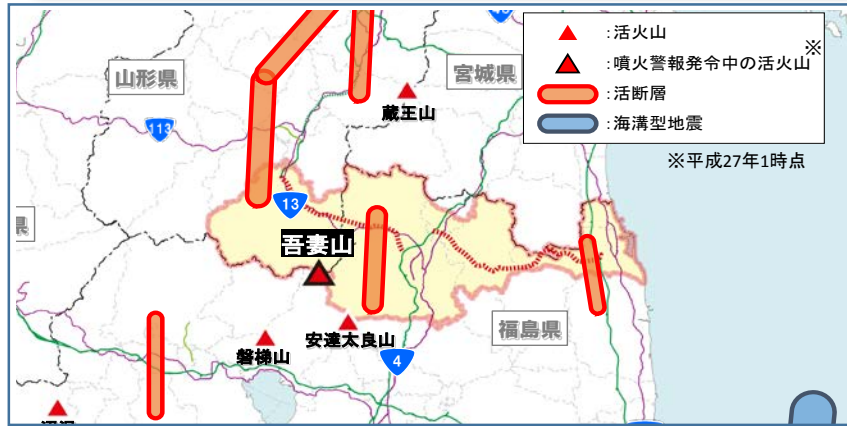 :活火山
:噴火警報発令中の活火山※
:活断層
:海溝型地震
※平成27年1時点
山形県
宮城県
蔵王山
113
13
吾妻山
県
福島県
安達太良山
磐梯山
4